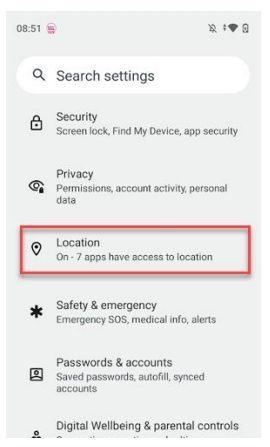 08:51
Search settings
Security
Screen lock, Find My Device, app security
Privacy
Permissions, account activity, personal
data
Location
On - 7 apps have access to location
Safety & emergency
Emergency SOS, medical info, alerts
Passwords & accounts
Saved passwords, autofill, synced
accounts
Digital Wellbeing & parental controls